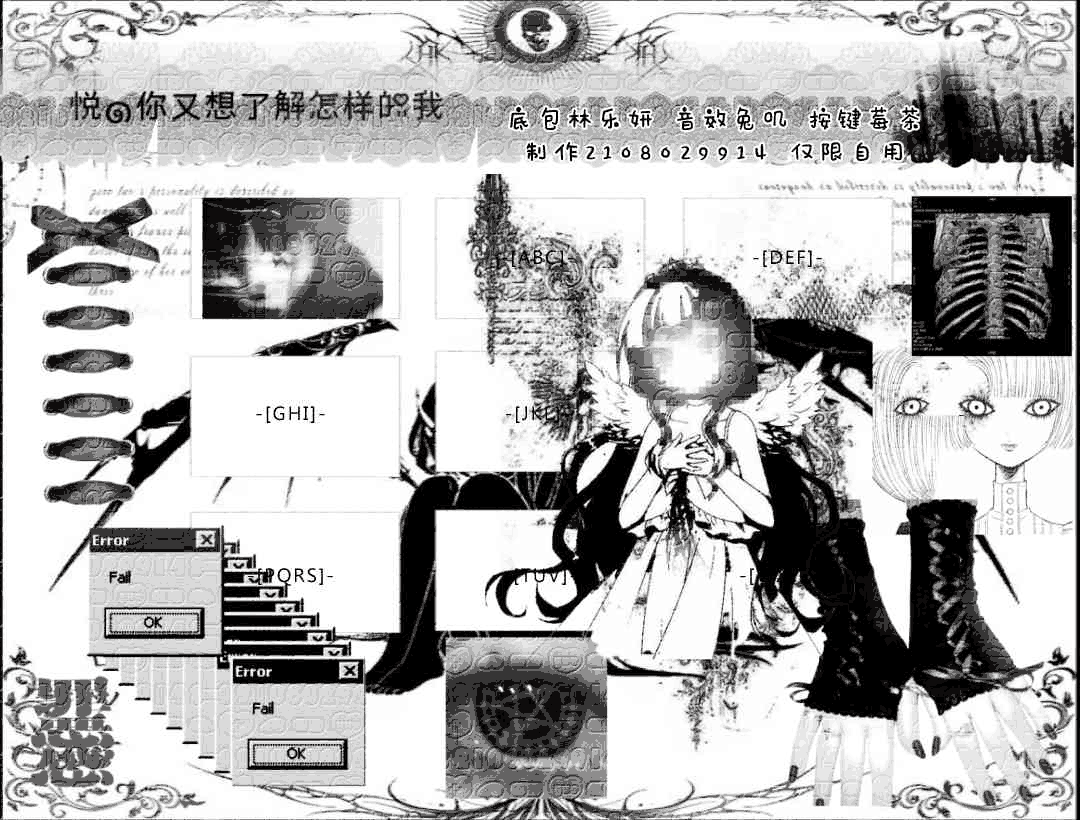 悦你又想了解怎样的我
底包林乐妍 音效兔叽 按键莓茶
制作2108029914 仅限自用
-[ABC]-
-[DEF]-
-[GHI]-
-[JKL]-
-[PQRS]-
-[TUV]-
Error
Fail
OK
Error
Fail
OK